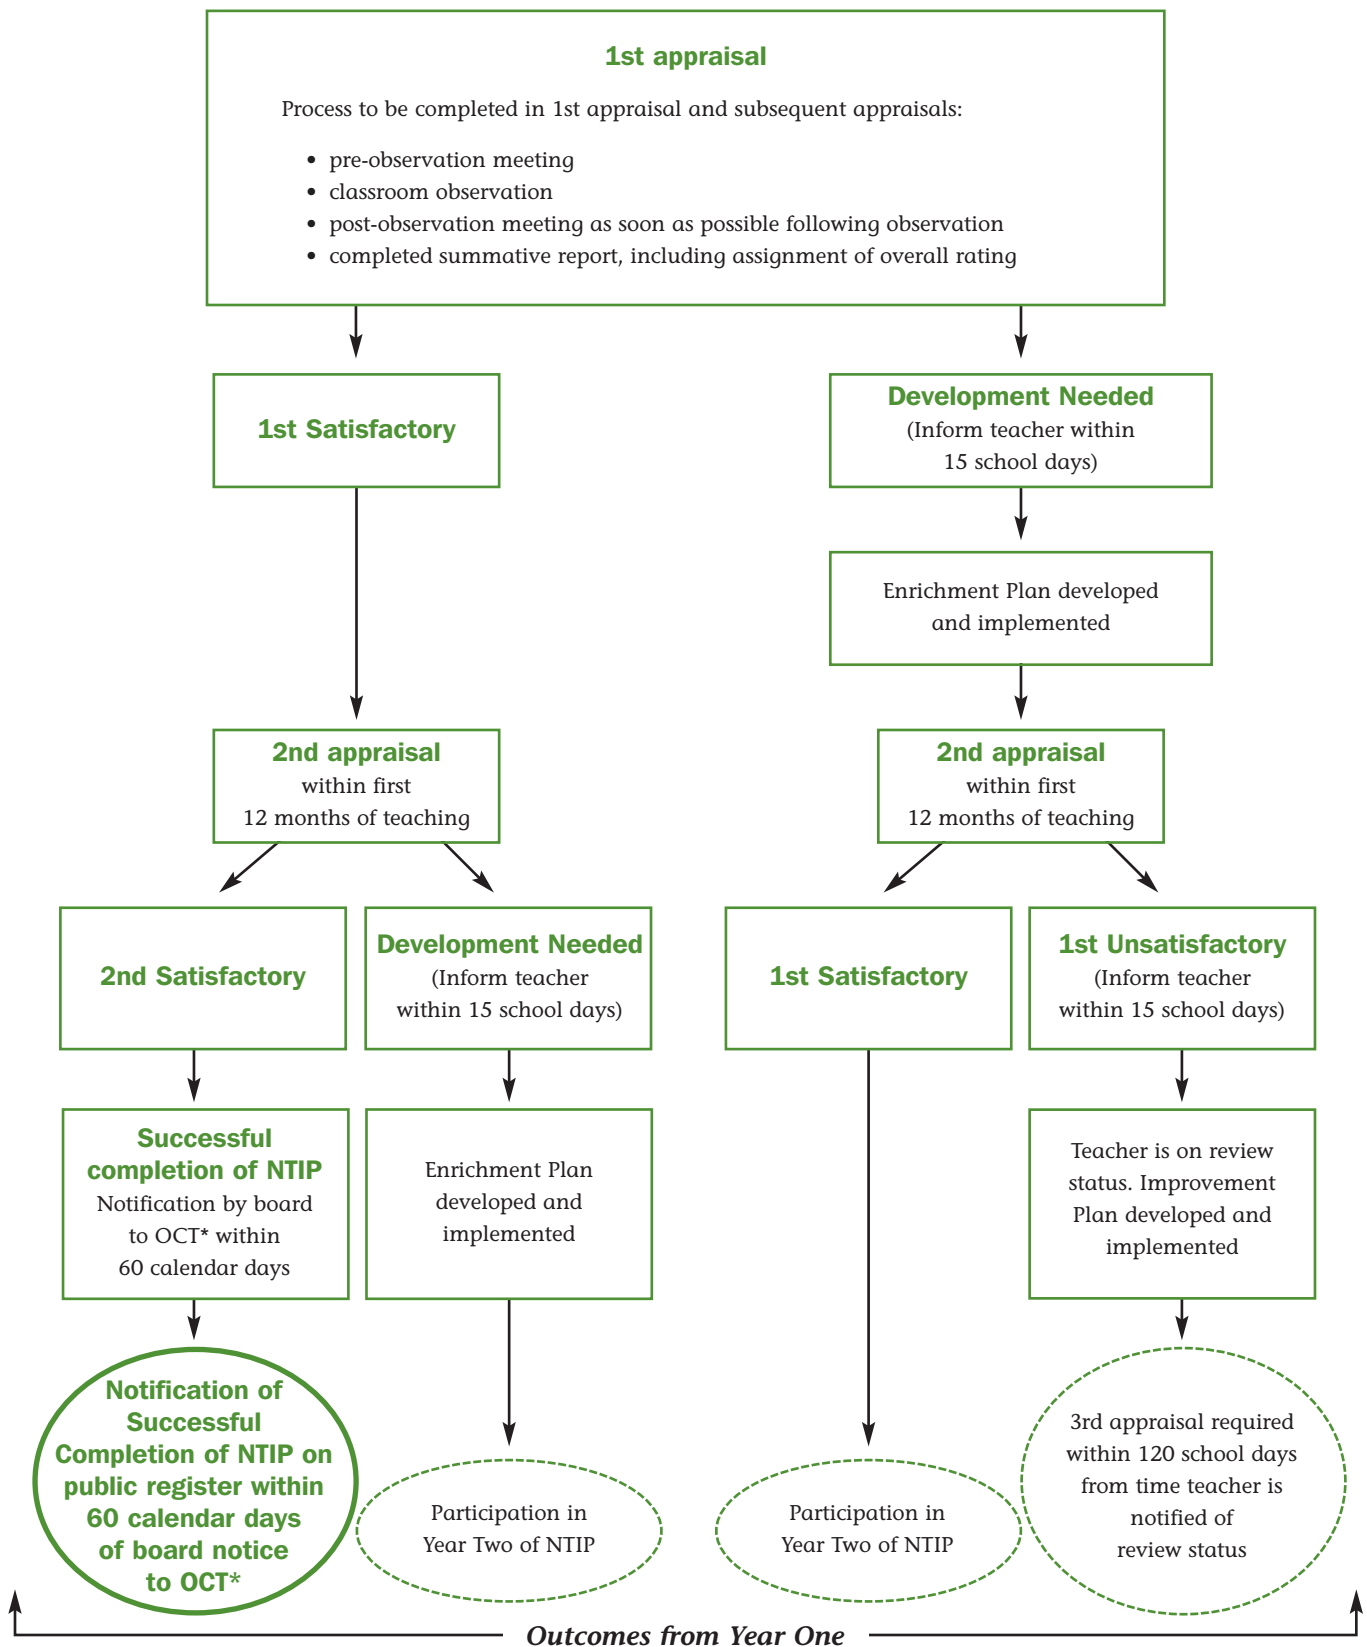 1st appraisal
Process to be completed in 1st appraisal and subsequent appraisals:
• pre-observation meeting
• classroom observation
• post-observation meeting as soon as possible following observation
• completed summative report, including assignment of overall rating
1st Satisfactory
Development Needed
(Inform teacher within
15 school days)
Enrichment Plan developed
and implemented
2nd appraisal
within first
12 months of teaching
2nd appraisal
within first
12 months of teaching
2nd Satisfactory
Development Needed
(Inform teacher
within 15 school days)
1st Satisfactory
1st Unsatisfactory
(Inform teacher
within 15 school days)
Successful
completion of NTIP
Notification by board
to OCT* within
60 calendar days
Enrichment Plan
developed and
implemented
Teacher is on review
status. Improvement
Plan developed and
implemented
Notification of
Successful
Completion of NTIP on
public register within
60 calendar days
of board notice
to OCT*
Participation in
Year Two of NTIP
Participation in
Year Two of NTIP
3rd appraisal required
within 120 school days
from time teacher is
notified of
review status
Outcomes from Year One